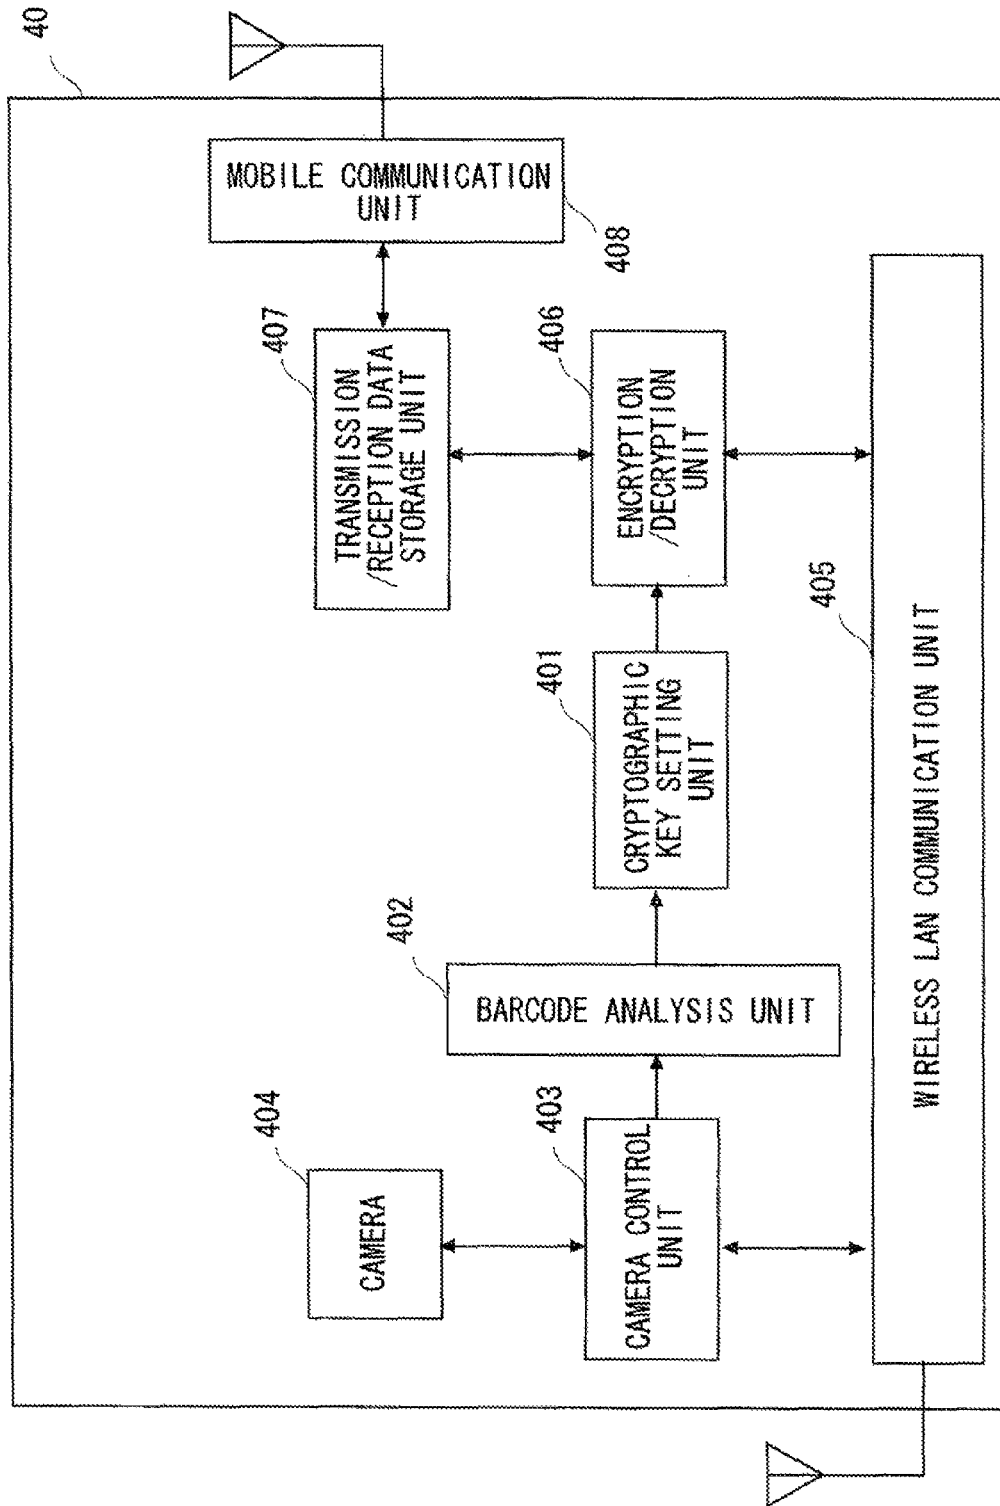 40
MOBILE COMMUNICATION
UNIT
408
407
TRANSMISSION
/RECEPTION DATA
STORAGE UNIT
406
ENCRYPTION
/DECRYPTION
UNIT
401
CRYPTOGRAPHIC
KEY SETTING
UNIT
402
BARCODE ANALYSIS UNIT
404
CAMERA
403
CAMERA CONTROL
UNIT
405
WIRELESS LAN COMMUNICATION UNIT